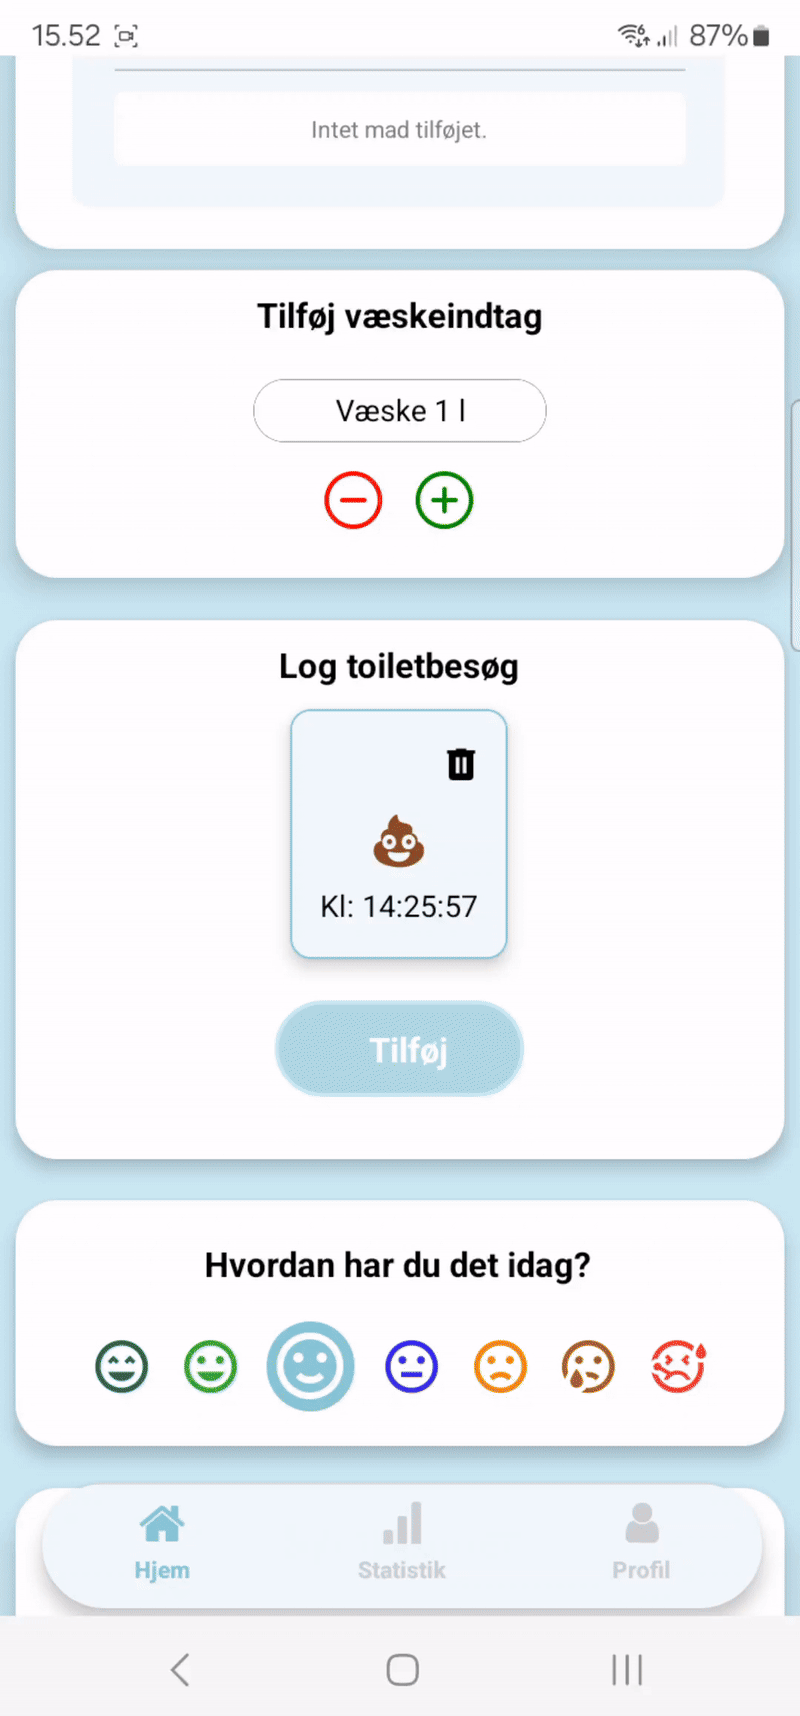 15.52
87%
Intet mad tilføjet.
Tilføj væskeindtag
Væske 1 l
Log toiletbesøg
Kl: 14:25:57
Tilføj
Hvordan har du det idag?
Hjem Statistik Profil